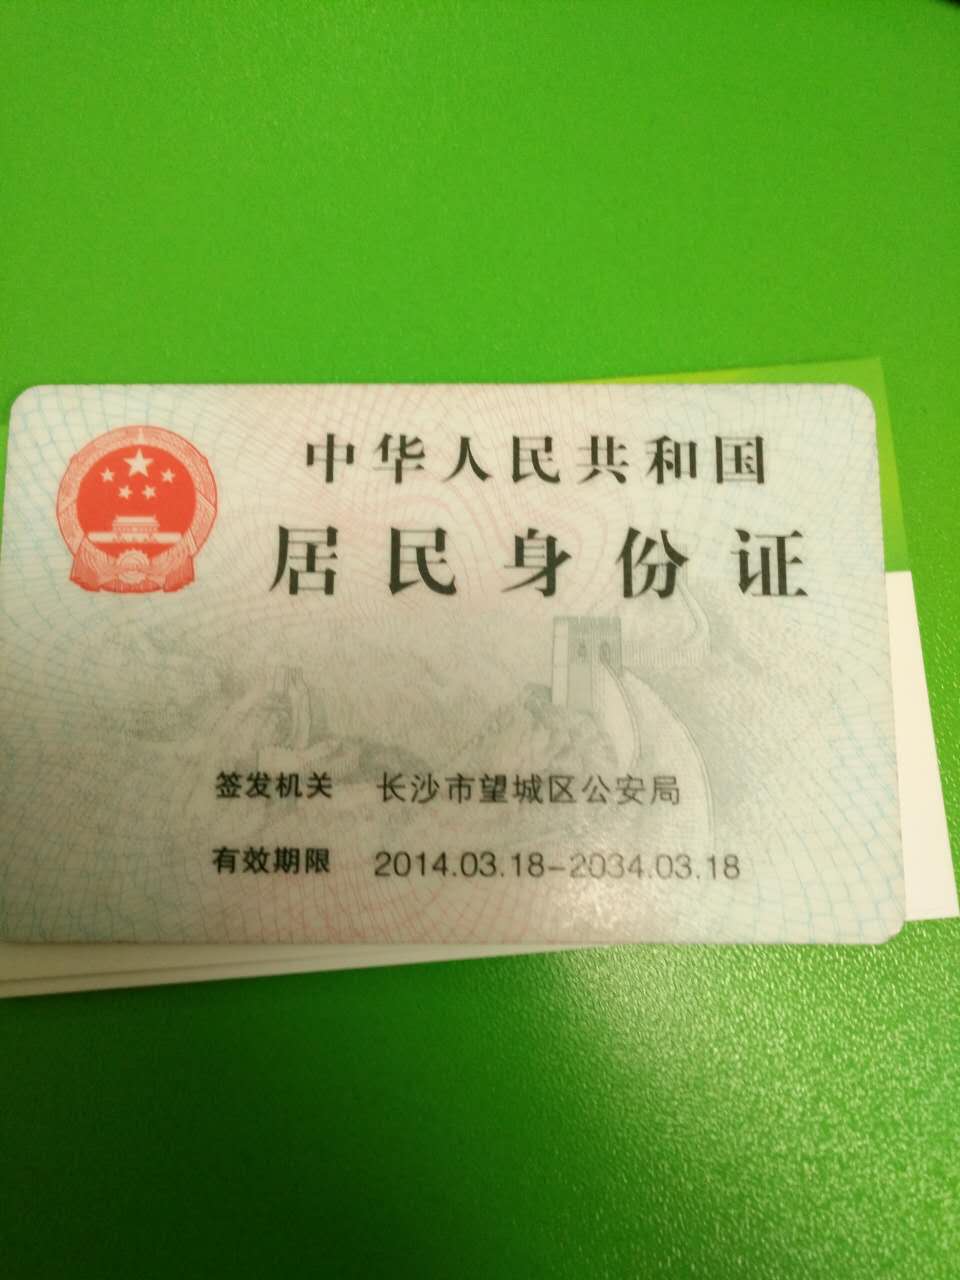 中华人民共和国
居民身份证
签发机关 长沙市望城区公安局
有效期限 2014.03.18-2034.03.18